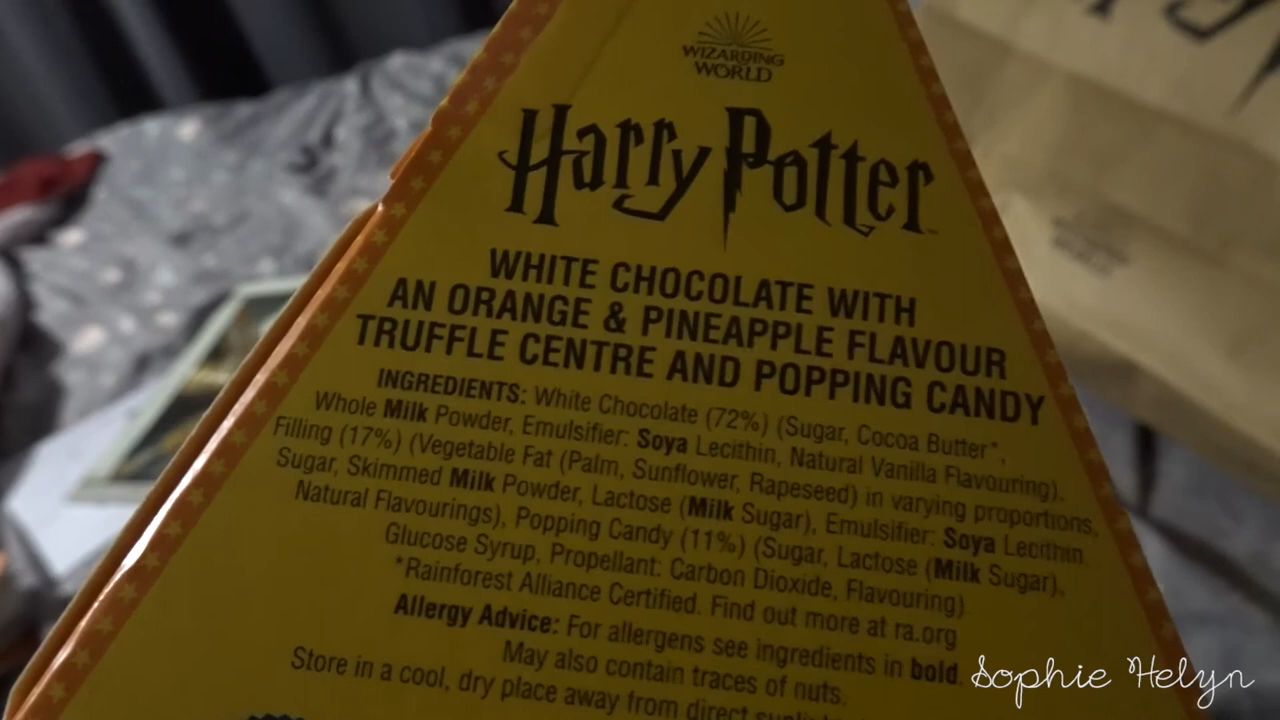 WIZARDING
WORLD
Harry Potter
WHITE CHOCOLATE WITH
AN ORANGE & PINEAPPLE FLAVOUR
TRUFFLE CENTRE AND POPPING CANDY
INGREDIENTS: White Chocolate (72%) (Sugar, Cocoa Butter*,
Whole Milk Powder, Emulsifier: Soya Lecithin, Natural Vanilla Flavouring).
Filling (17%) (Vegetable Fat (Palm, Sunflower, Rapeseed) in varying proportions,
Sugar, Skimmed Milk Powder, Lactose (Milk Sugar), Emulsifier: Soya Lecithin,
Natural Flavourings), Popping Candy (11%) (Sugar, Lactose (Milk Sugar),
Glucose Syrup, Propellant: Carbon Dioxide, Flavouring)
*Rainforest Alliance Certified. Find out more at ra.org
Allergy Advice: For allergens see ingredients in bold.
May also contain traces of nuts.
Store in a cool, dry place away from direct
Sophie Helyn